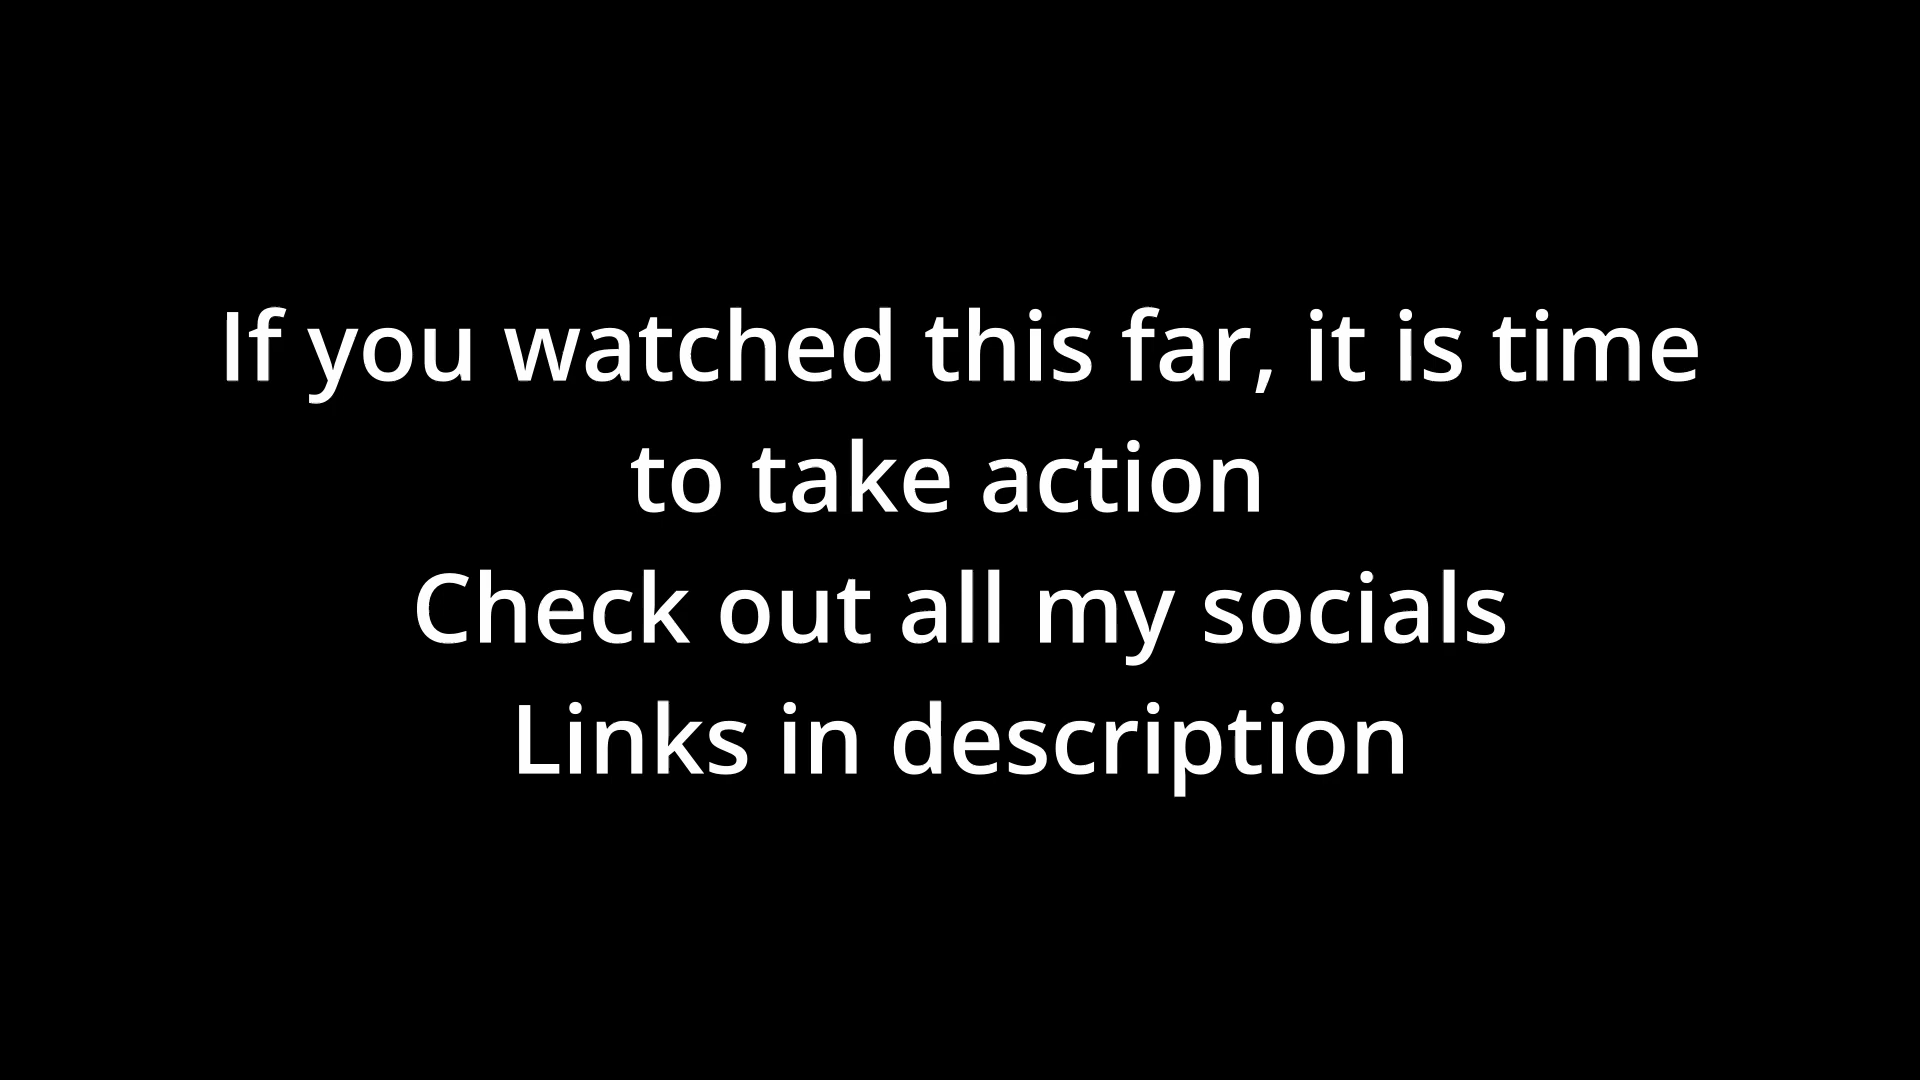 If you watched this far, it is time
to take action
Check out all my socials
Links in description